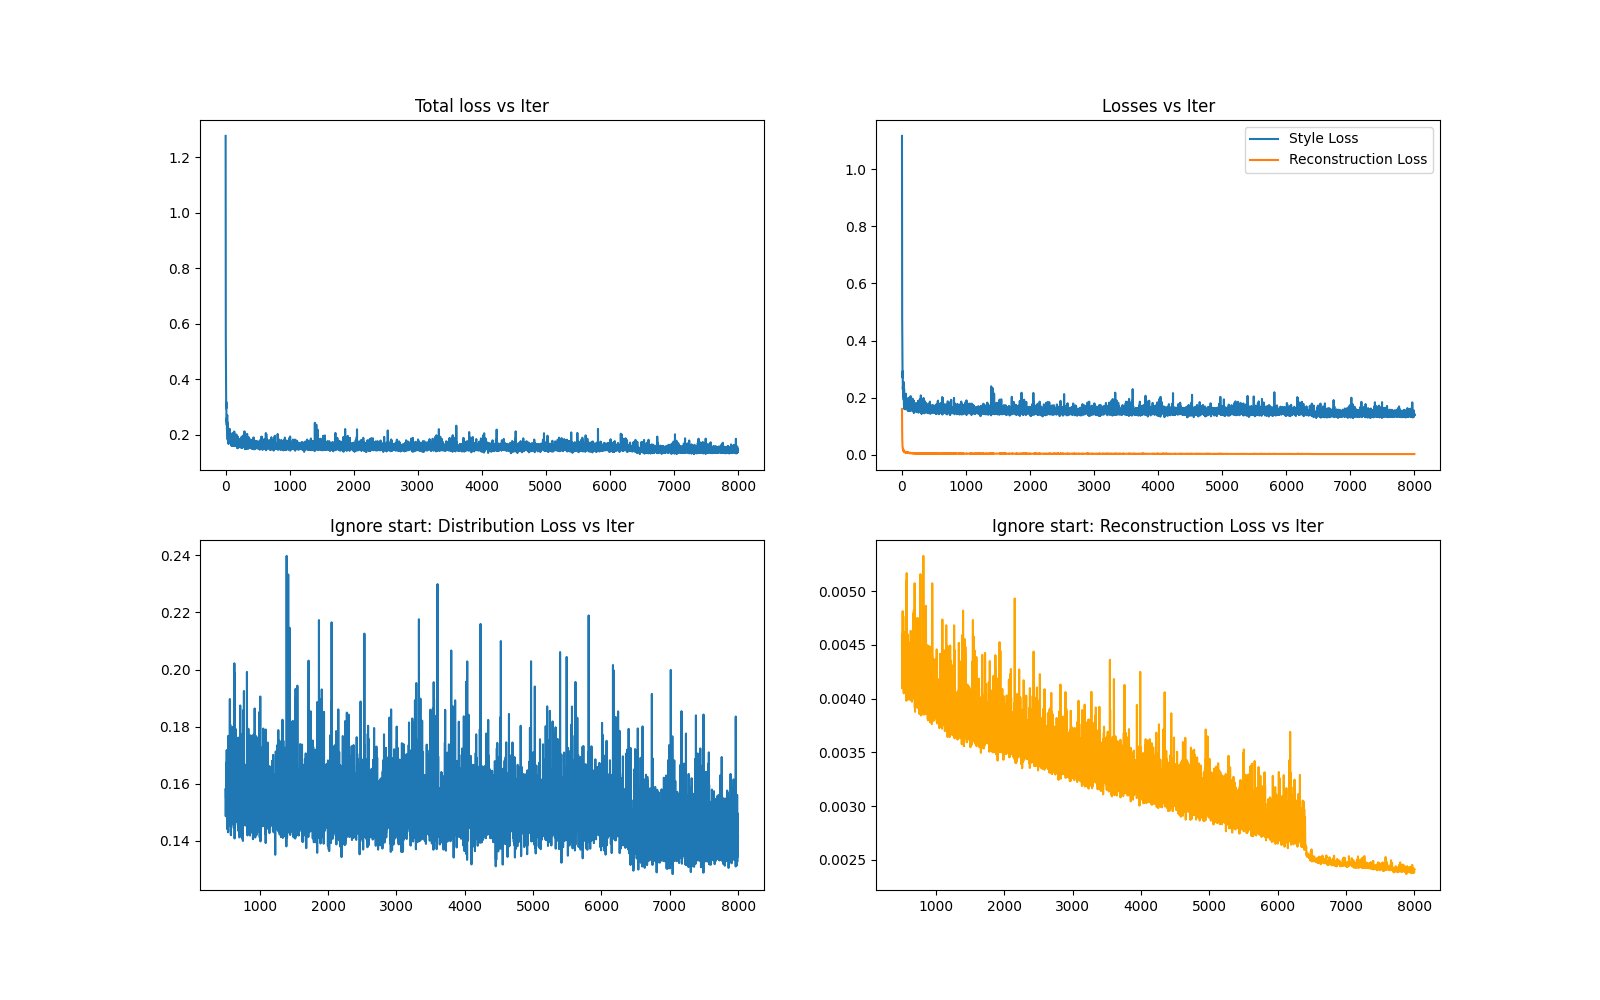 Total loss vs Iter
1.2
1.0
0.8
0.6
0.4
0.2
0 1000 2000 3000 4000 5000 6000 7000 8000
Losses vs Iter
Style Loss
Reconstruction Loss
1.0
0.8
0.6
0.4
0.2
0.0
0 1000 2000 3000 4000 5000 6000 7000 8000
Ignore start: Distribution Loss vs Iter
0.24
0.22
0.20
0.18
0.16
0.14
1000 2000 3000 4000 5000 6000 7000 8000
Ignore start: Reconstruction Loss vs Iter
0.0050
0.0045
0.0040
0.0035
0.0030
0.0025
1000 2000 3000 4000 5000 6000 7000 8000